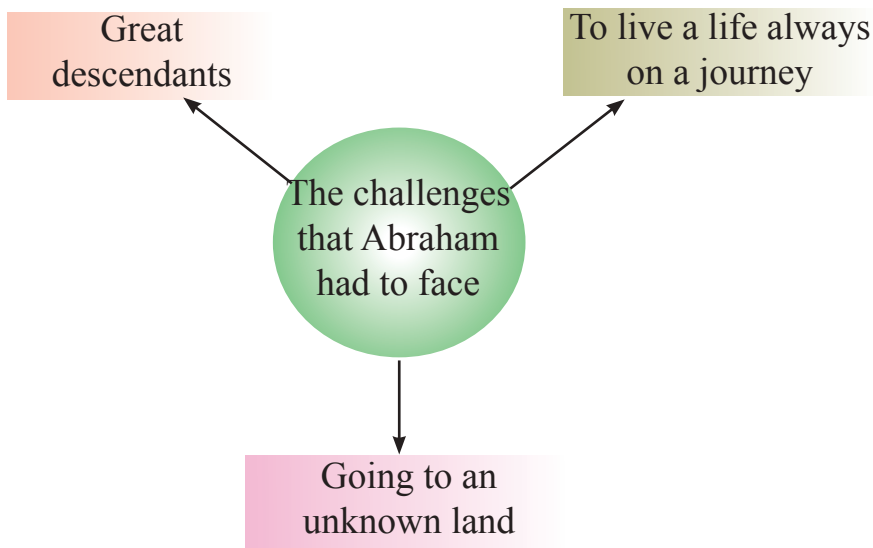 Great
descendants
To live a life always
on a journey
The challenges
that Abraham
had to face
Going to an
unknown land